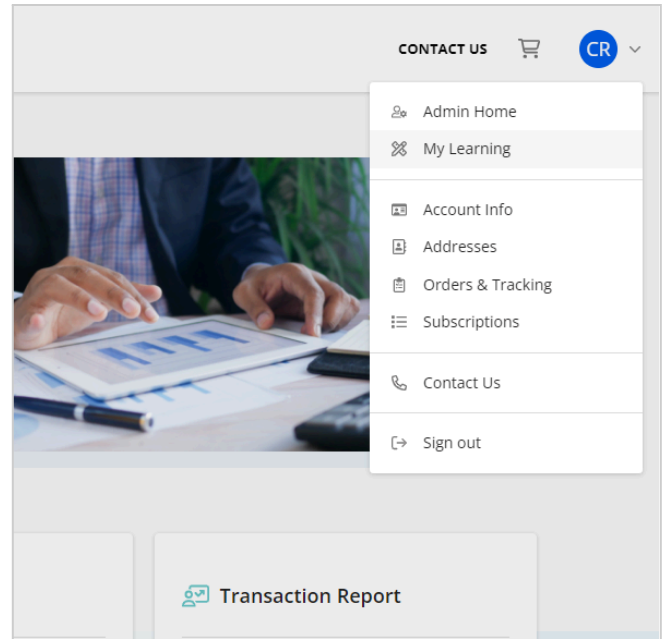 CONTACT US
CR
Admin Home
My Learning
Account Info
Addresses
Orders & Tracking
Subscriptions
Contact Us
Sign out
Transaction Report